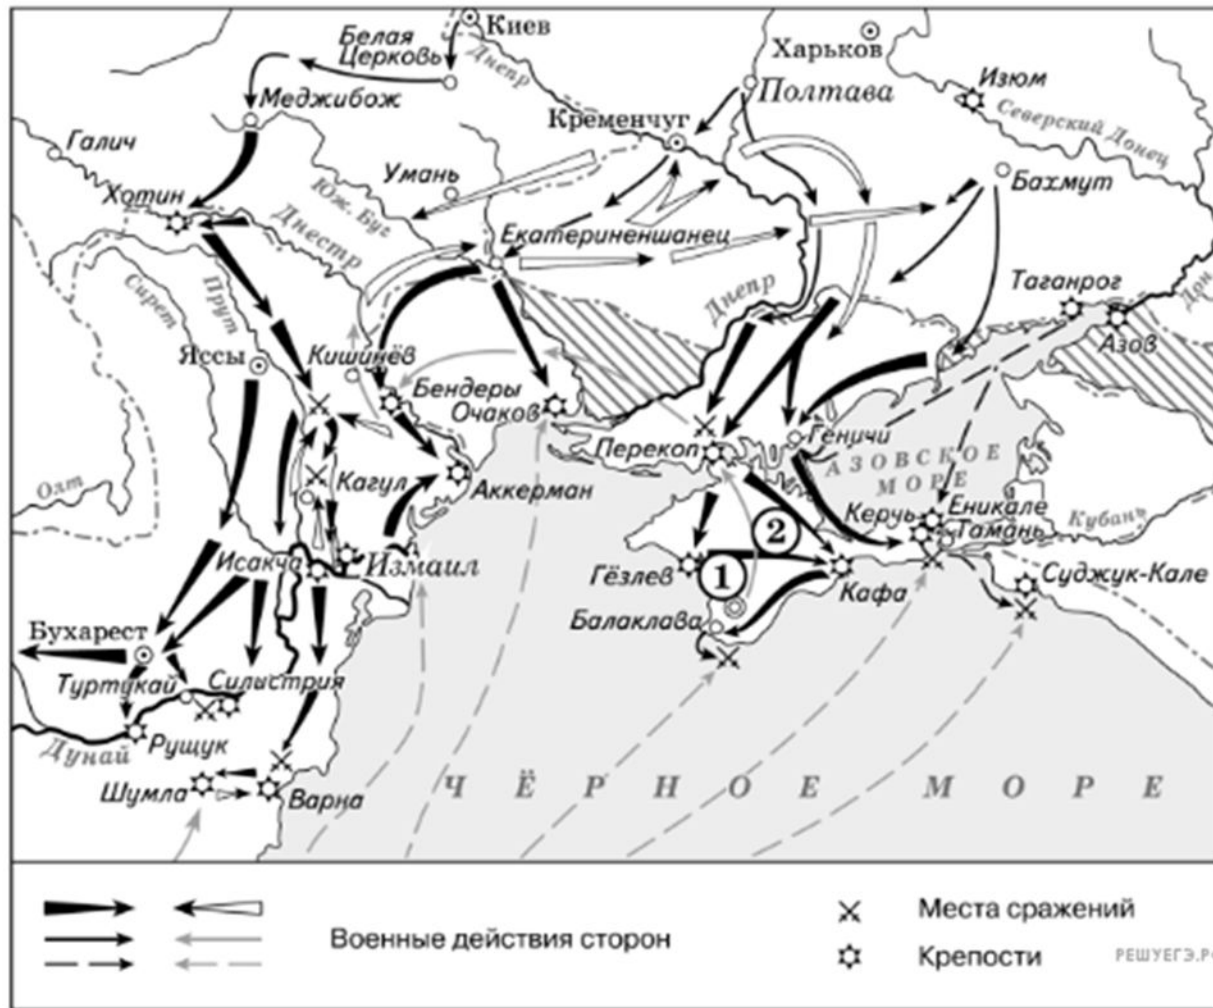 Киев
Белая
Церковь
Днепр
Харьков
Изюм
Меджибож
Полтава
Северский Донец
Галич
Кременчуг
Умань
Бахмут
Хотин
Юж. Буг
Днестр
Екатериненшанец
Сирет
Прут
Днепр
Таганрог
Дон
Азов
Яссы
Кишинёв
Бендеры
Очаков
Перекоп
Геничи
АЗОВСКОЕ
МОРЕ
Олт
Кагул
Аккерман
Керчь
Еникале
Тамань
Кубань
2
Исакча
Измаил
Гёзлев
1
Кафа
Суджук-Кале
Балаклава
Бухарест
Туртукай
Силистрия
Дунай
Рущук
Шумла
Варна
ЧЁРНОЕ МОРЕ
Военные действия сторон
Места сражений
Крепости
РЕШУЕГЭ.РФ